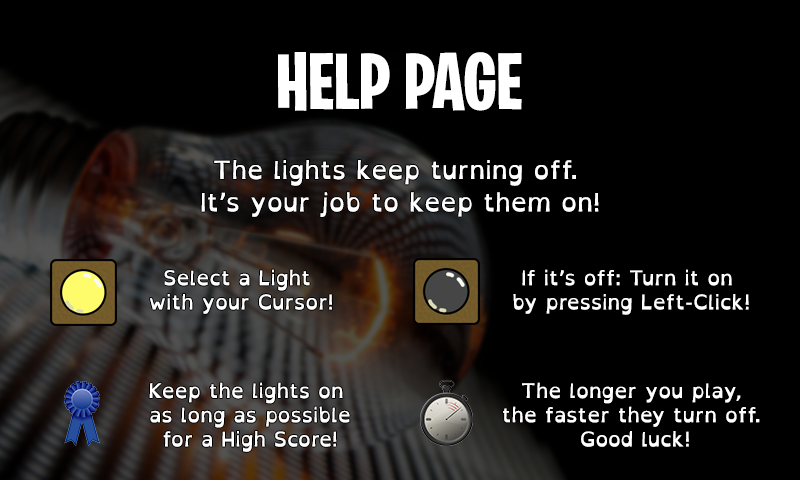 HELP PAGE
The lights keep turning off.
It's your job to keep them on!
Select a Light
with your Cursor!
If it's off: Turn it on
by pressing Left-Click!
Keep the lights on
as long as possible
for a High Score!
The longer you play,
the faster they turn off.
Good luck!